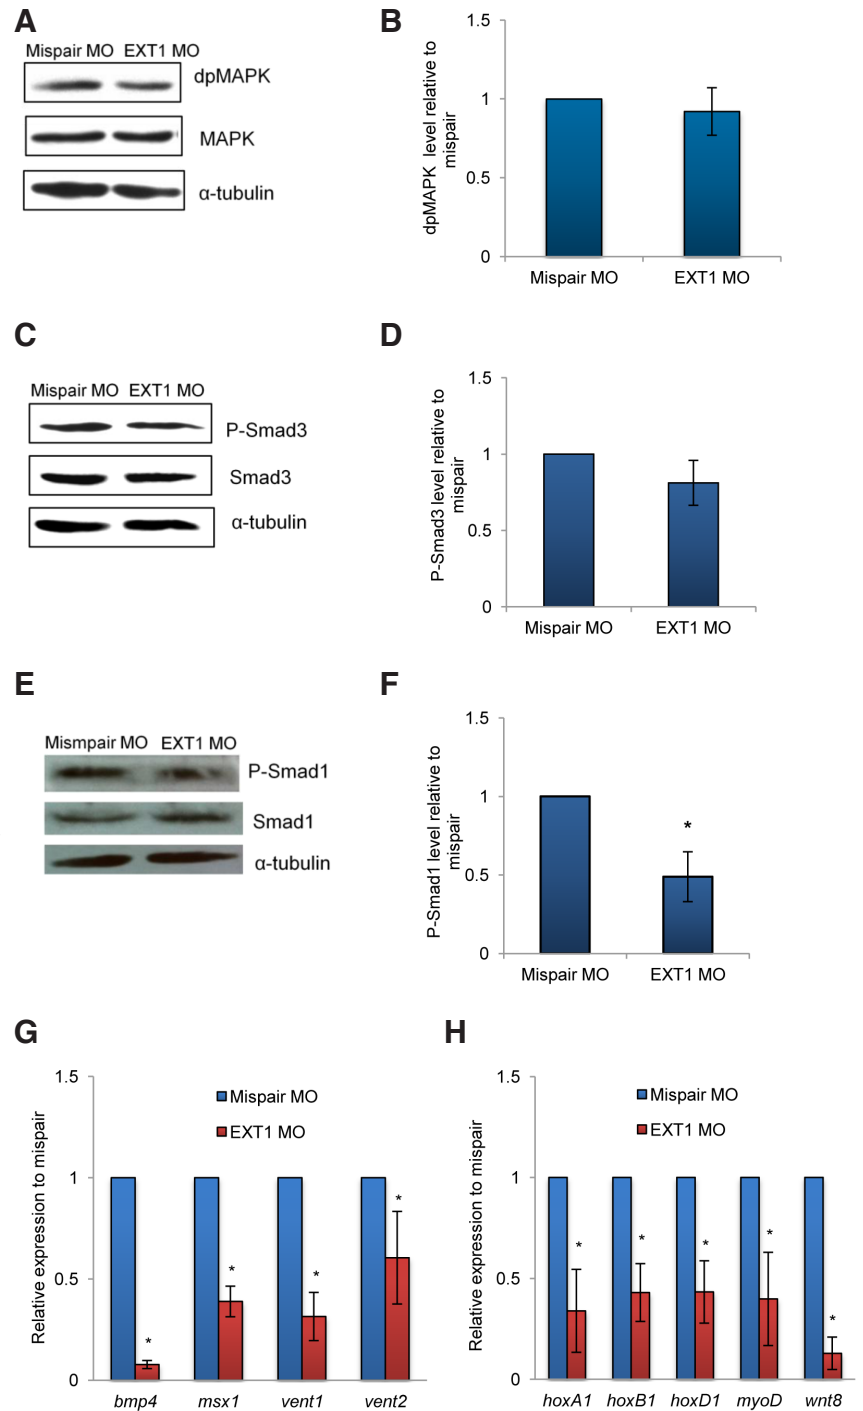 A
Mispair MO EXT1 MO
dpMAPK
MAPK
α-tubulin
B
dpMAPK level relative to
mispair
1.5
1
0.5
0
Mispair MO
EXT1 MO
C
Mispair MO EXT1 MO
P-Smad3
Smad3
α-tubulin
D
P-Smad3 level relative to
mispair
1.5
1
0.5
0
Mispair MO
EXT1 MO
E
Mismpair MO EXT1 MO
P-Smad1
Smad1
α-tubulin
F
P-Smad1 level relative to
mispair
1.5
1
0.5
0
*
Mispair MO
EXT1 MO
G
Relative expression to mispair
1.5
1
0.5
0
Mispair MO
EXT1 MO
* * * *
bmp4 msx1 vent1 vent2
H
Relative expression to mispair
1.5
1
0.5
0
Mispair MO
EXT1 MO
* * * * *
hoxA1 hoxB1 hoxD1 myoD wnt8